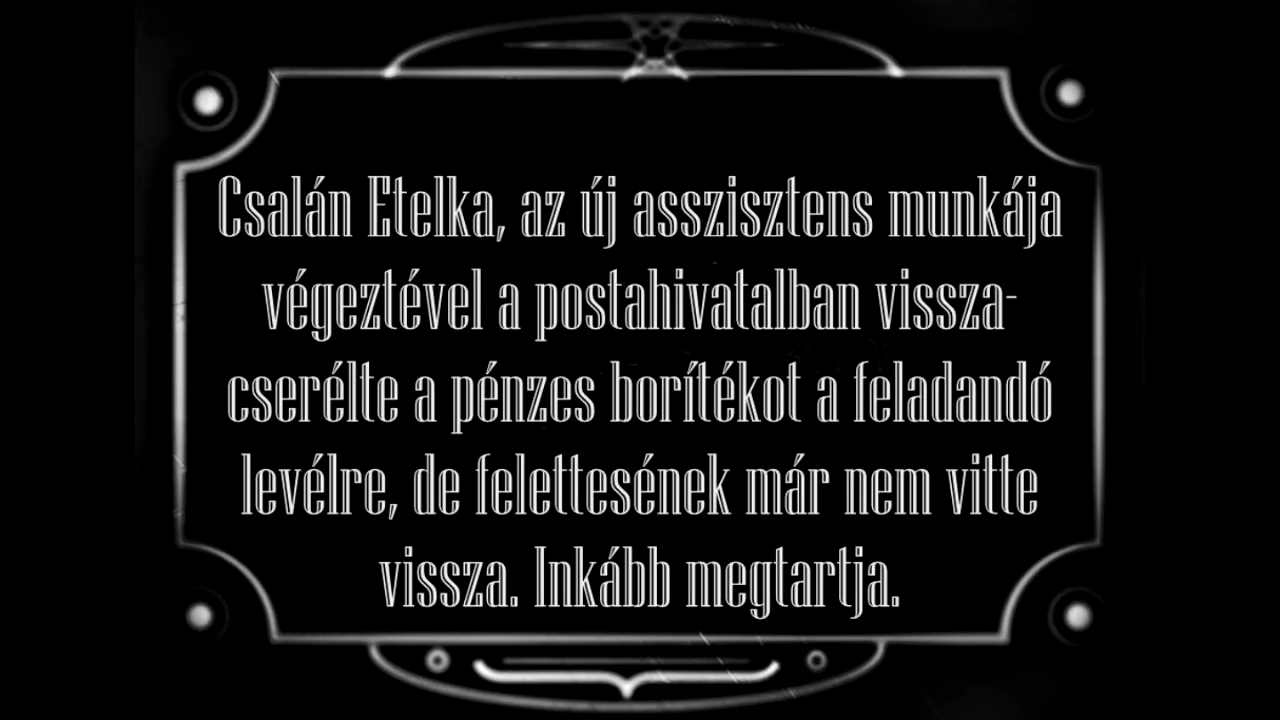 Csalán Etelka, az új asszisztens munkája
végeztével a postahivatalban vissza-
cserélte a pénzes borítékot a feladandó
levélre, de felettesének már nem vitte
vissza. Inkább megtartja.